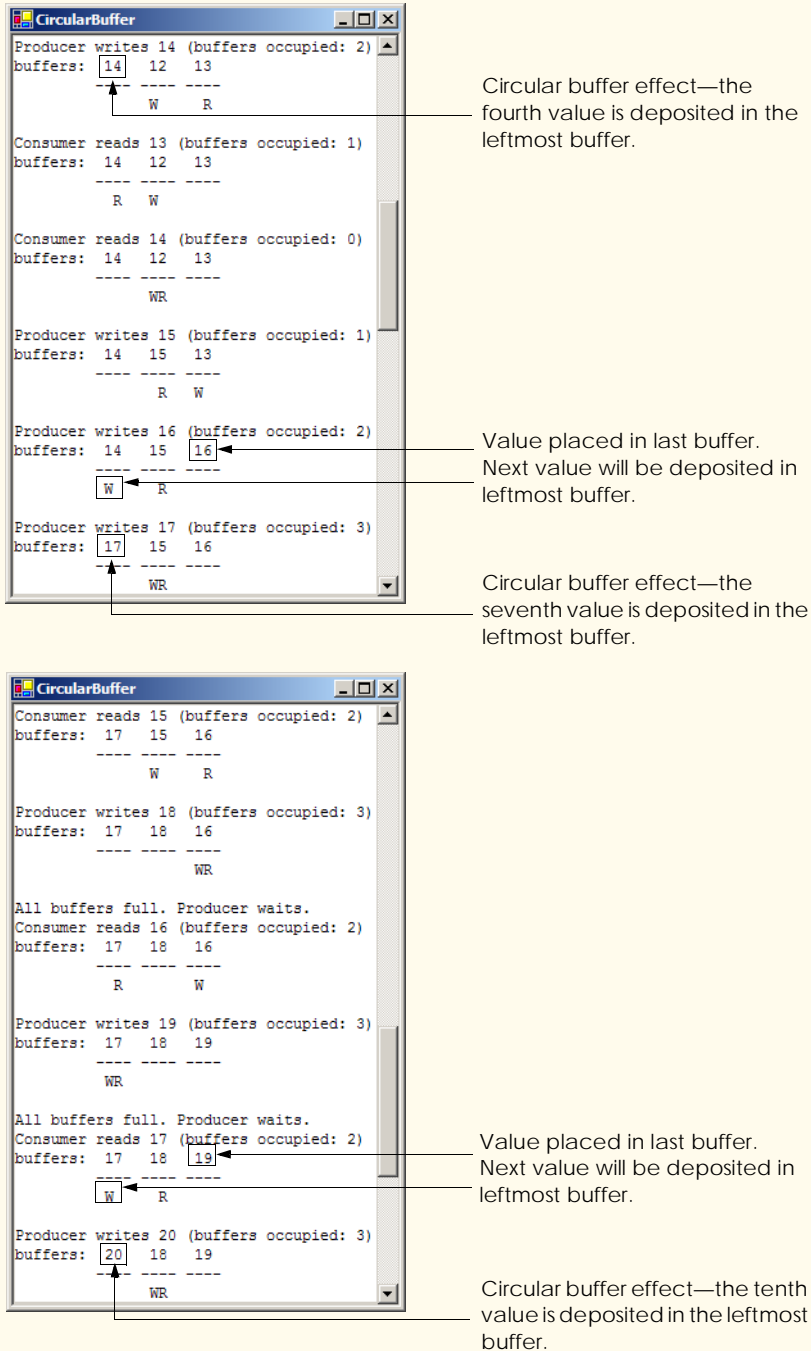 CircularBuffer
Producer writes 14 (buffers occupied: 2)
buffers: 14 12 13
---- ---- ----
W R
Circular buffer effect—the
fourth value is deposited in the
leftmost buffer.
Consumer reads 13 (buffers occupied: 1)
buffers: 14 12 13
---- ---- ----
R W
Consumer reads 14 (buffers occupied: 0)
buffers: 14 12 13
---- ---- ----
WR
Producer writes 15 (buffers occupied: 1)
buffers: 14 15 13
---- ---- ----
R W
Producer writes 16 (buffers occupied: 2)
buffers: 14 15 16
---- ---- ----
W R
Value placed in last buffer.
Next value will be deposited in
leftmost buffer.
Producer writes 17 (buffers occupied: 3)
buffers: 17 15 16
---- ---- ----
WR
Circular buffer effect—the
seventh value is deposited in the
leftmost buffer.
CircularBuffer
Consumer reads 15 (buffers occupied: 2)
buffers: 17 15 16
---- ---- ----
W R
Producer writes 18 (buffers occupied: 3)
buffers: 17 18 16
---- ---- ----
WR
All buffers full. Producer waits.
Consumer reads 16 (buffers occupied: 2)
buffers: 17 18 16
---- ---- ----
R W
Producer writes 19 (buffers occupied: 3)
buffers: 17 18 19
---- ---- ----
WR
All buffers full. Producer waits.
Consumer reads 17 (buffers occupied: 2)
buffers: 17 18 19
---- ---- ----
W R
Value placed in last buffer.
Next value will be deposited in
leftmost buffer.
Producer writes 20 (buffers occupied: 3)
buffers: 20 18 19
---- ---- ----
WR
Circular buffer effect—the tenth
value is deposited in the leftmost
buffer.